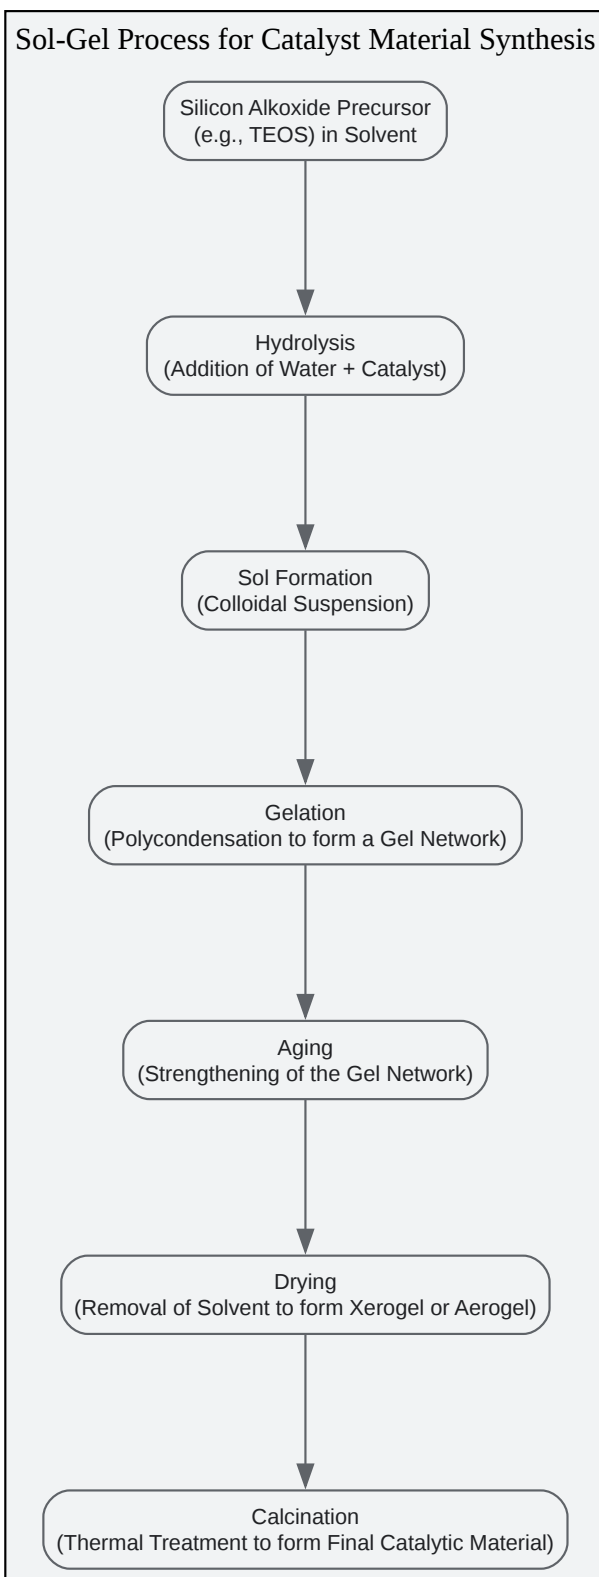 Sol-Gel Process for Catalyst Material Synthesis
Silicon Alkoxide Precursor
(e.g., TEOS) in Solvent
Hydrolysis
(Addition of Water + Catalyst)
Sol Formation
(Colloidal Suspension)
Gelation
(Polycondensation to form a Gel Network)
Aging
(Strengthening of the Gel Network)
Drying
(Removal of Solvent to form Xerogel or Aerogel)
Calcination
(Thermal Treatment to form Final Catalytic Material)